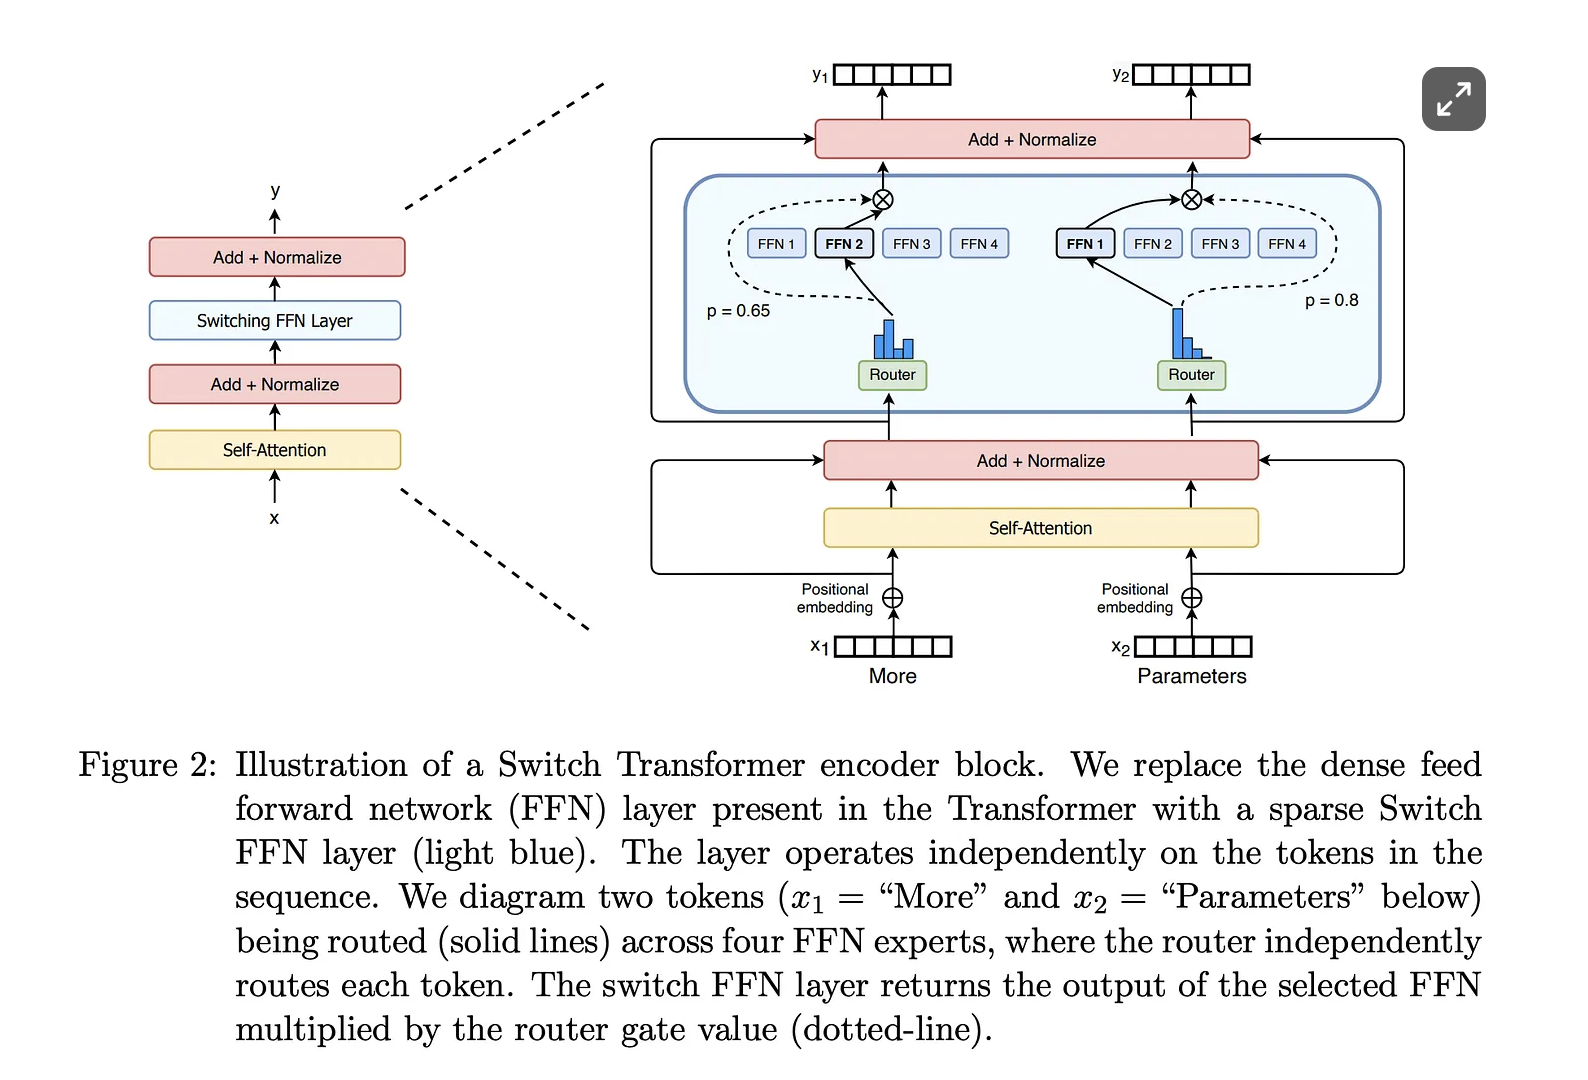 y
Add + Normalize
Switching FFN Layer
Add + Normalize
Self-Attention
x
y1
y2
Add + Normalize
FFN 1 FFN 2 FFN 3 FFN 4
FFN 1 FFN 2 FFN 3 FFN 4
p = 0.65
p = 0.8
Router
Router
Add + Normalize
Self-Attention
Positional
embedding
Positional
embedding
x1
x2
More
Parameters
Figure 2: Illustration of a Switch Transformer encoder block. We replace the dense feed
forward network (FFN) layer present in the Transformer with a sparse Switch
FFN layer (light blue). The layer operates independently on the tokens in the
sequence. We diagram two tokens (x1 = “More” and x2 = “Parameters” below)
being routed (solid lines) across four FFN experts, where the router independently
routes each token. The switch FFN layer returns the output of the selected FFN
multiplied by the router gate value (dotted-line).